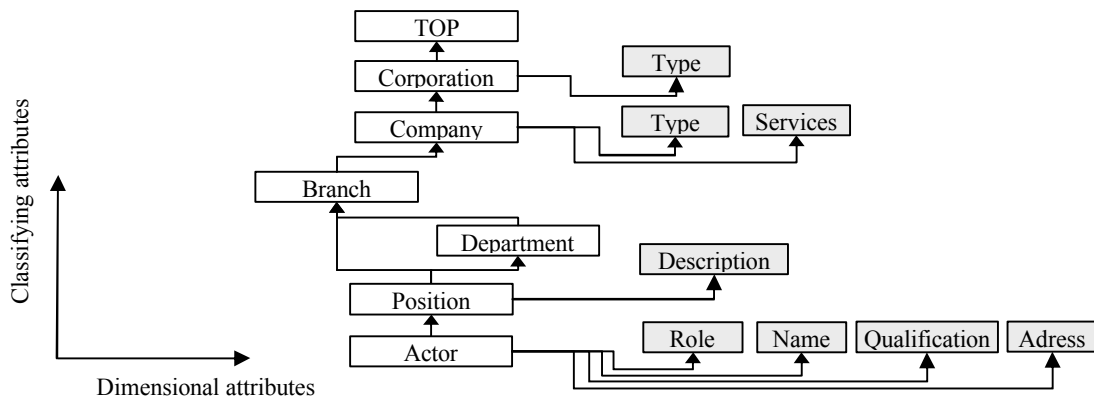 TOP
Corporation
Type
Company
Type
Services
Branch
Department
Description
Position
Actor
Role
Name
Qualification
Adress
Classifying attributes
Dimensional attributes